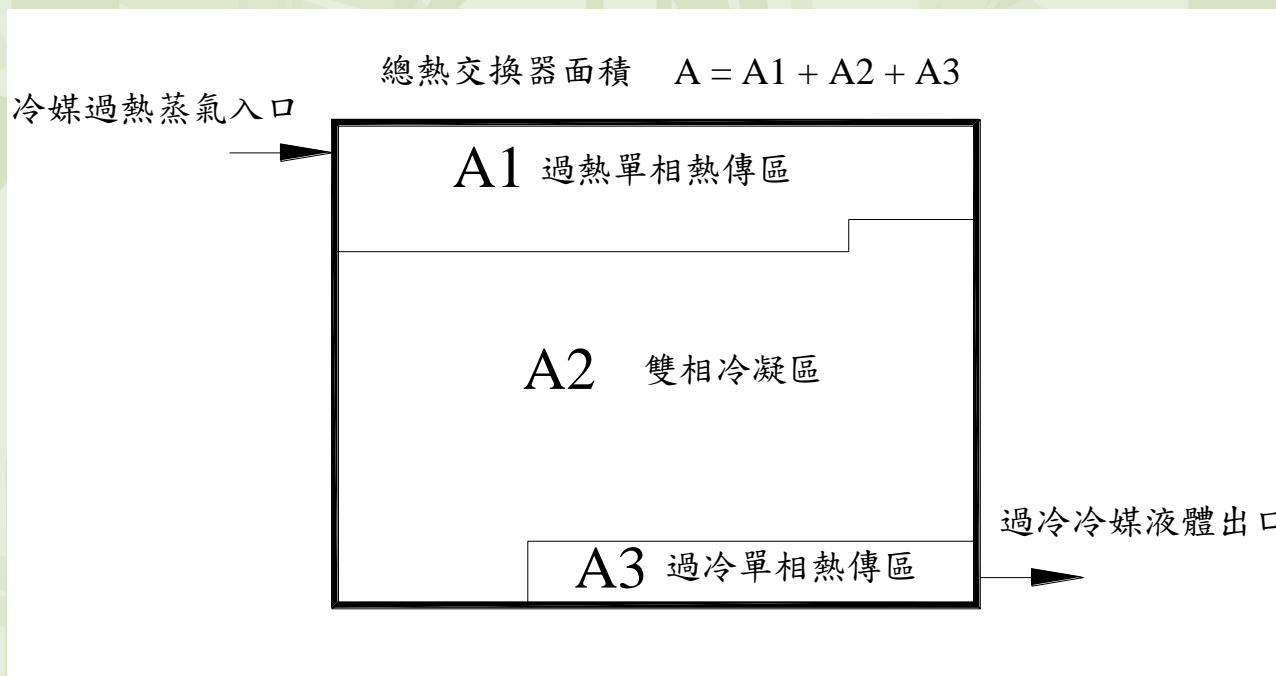 總熱交換器面積 A = A1 + A2 + A3
冷媒過熱蒸氣入口
A1 過熱單相熱傳區
A2 雙相冷凝區
過冷冷媒液體出口
A3 過冷單相熱傳區